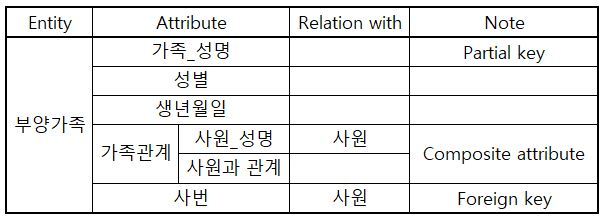 Entity Attribute Relation with Note
가족_성명 Partial key
성별
생년월일
부양가족
가족관계 사원_성명 사원 Composite attribute
사원과 관계
사번 사원 Foreign key